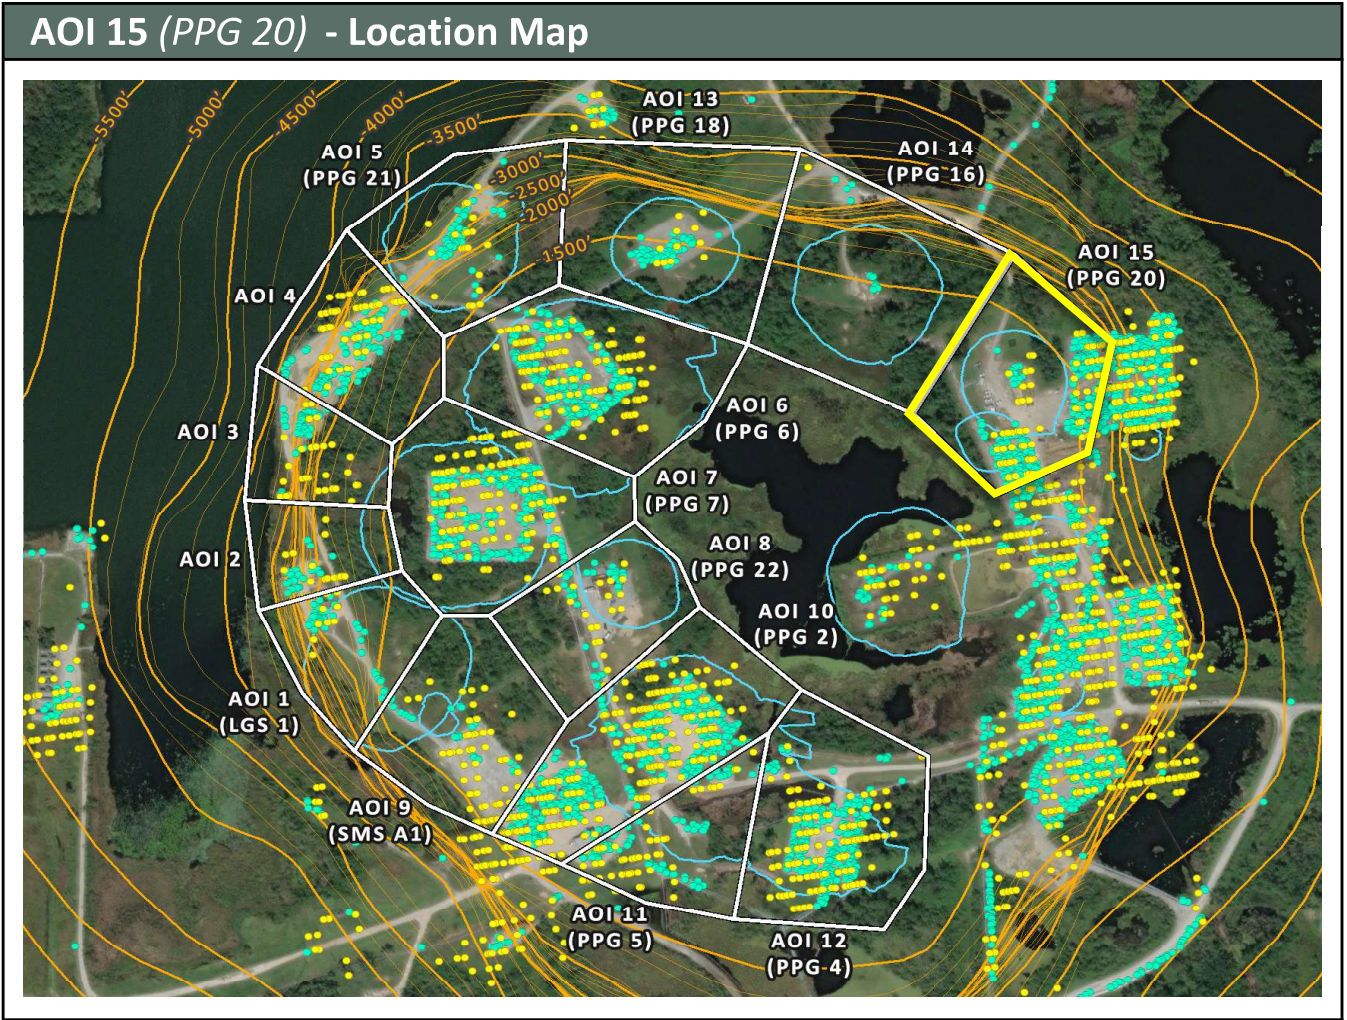 AOI 15 (PPG 20) - Location Map
-5500'
-5000'
-4500'
-4000'
-3500'
-3000'
-2500'
-2000'
-1500'
AOI 13
(PPG 18)
AOI 14
(PPG 16)
AOI 5
(PPG 21)
AOI 15
(PPG 20)
AOI 4
AOI 3
AOI 6
(PPG 6)
AOI 7
(PPG 7)
AOI 2
AOI 8
(PPG 22)
AOI 10
(PPG 2)
AOI 1
(LGS 1)
AOI 9
(SMS A1)
AOI 11
(PPG 5)
AOI 12
(PPG 4)